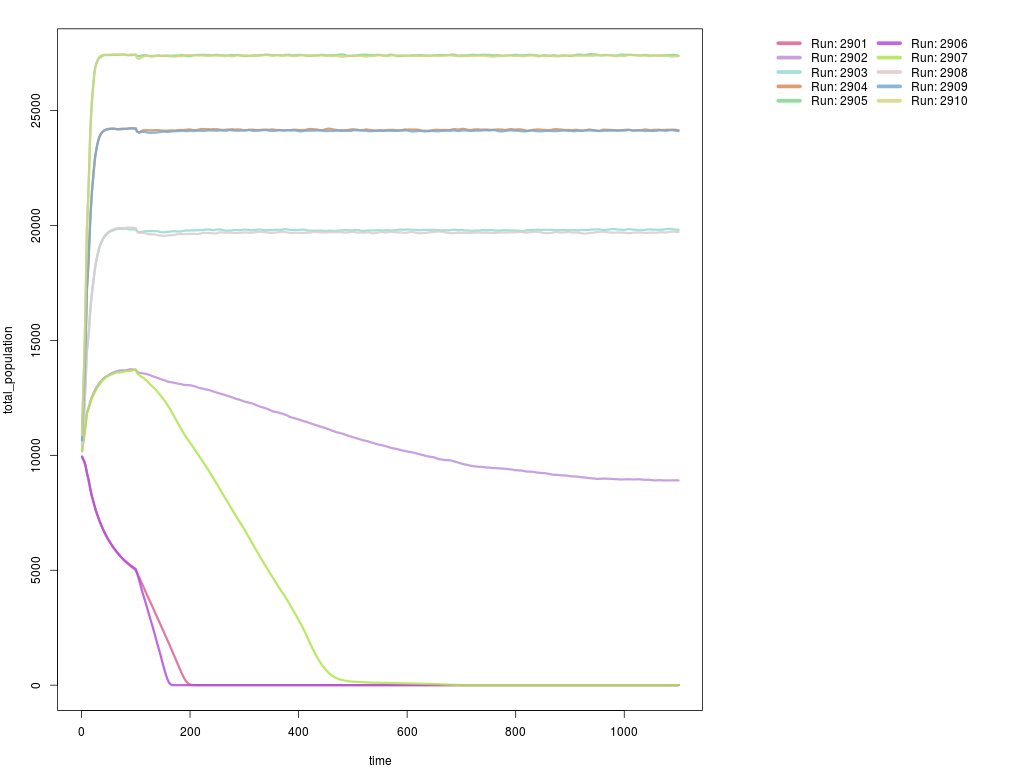 Run: 2901 Run: 2906
Run: 2902 Run: 2907
Run: 2903 Run: 2908
Run: 2904 Run: 2909
Run: 2905 Run: 2910
total_population
25000
20000
15000
10000
5000
0
0 200 400 600 800 1000
time